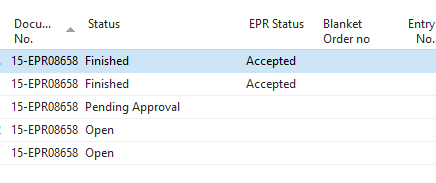 Docu... No. Status EPR Status Blanket Order no Entry No.
15-EPR08658 Finished Accepted
15-EPR08658 Finished Accepted
15-EPR08658 Pending Approval
15-EPR08658 Open
15-EPR08658 Open